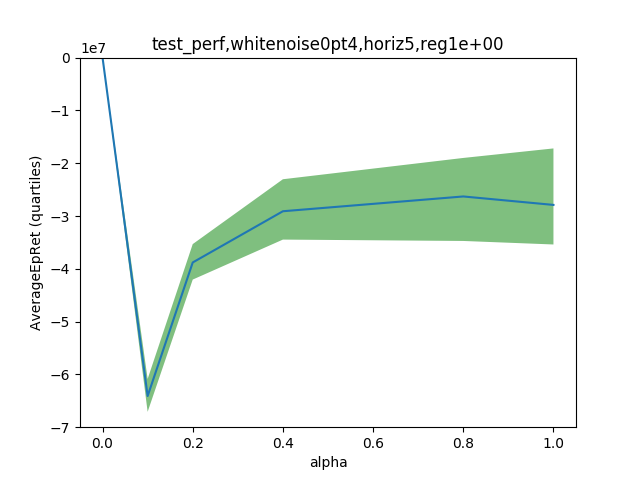 test_perf,whitenoise0pt4,horiz5,reg1e+00
1e7
0
−1
−2
−3
−4
−5
−6
−7
AverageEpRet (quartiles)
0.0 0.2 0.4 0.6 0.8 1.0
alpha